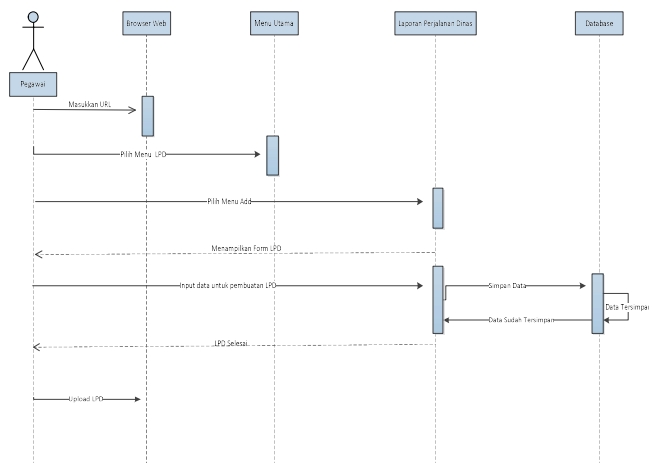 Browser Web
Menu Utama
Laporan Perjalanan Dinas
Database
Pegawai
Masukkan URL
Pilih Menu LPD
Pilih Menu Add
Menampilkan Form LPD
Input data untuk pembuatan LPD
Simpan Data
Data Tersimpan
Data Sudah Tersimpan
LPD Selesai
Upload LPD